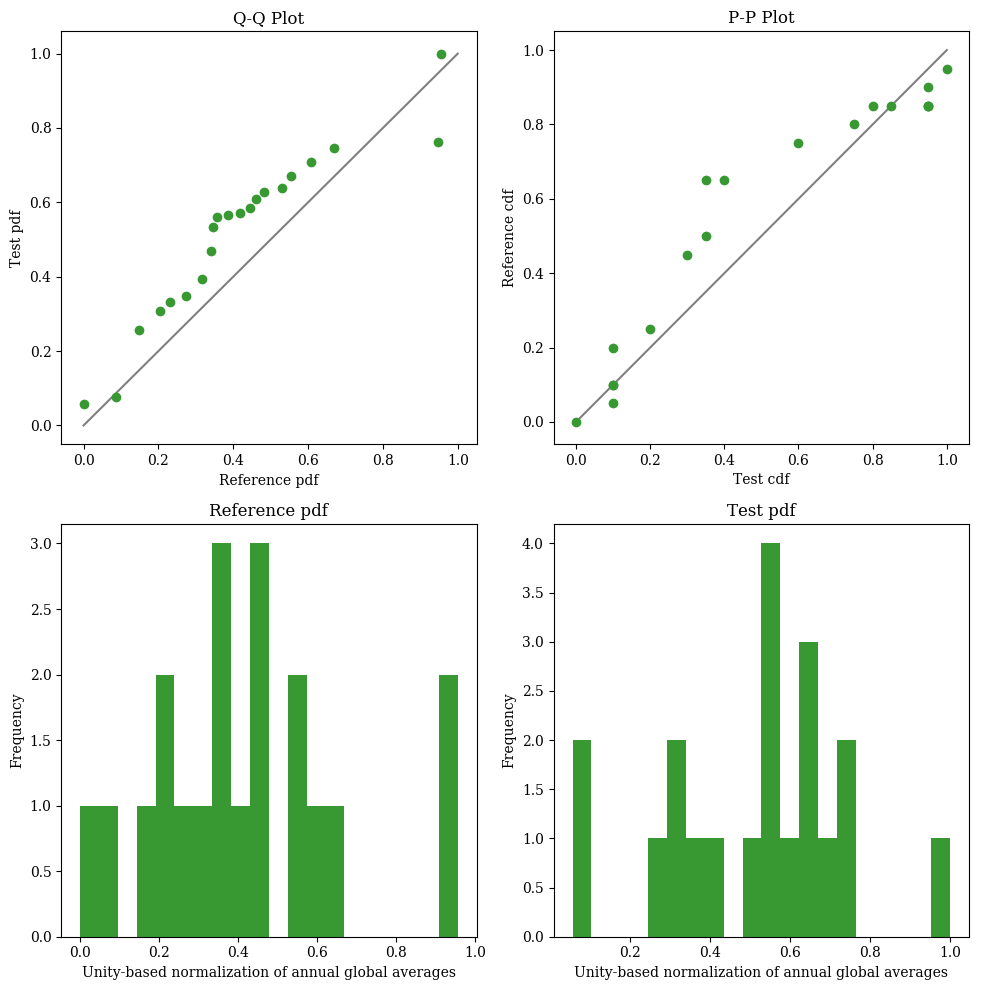 Q-Q Plot
1.0
0.8
0.6
0.4
0.2
0.0
Test pdf
0.0 0.2 0.4 0.6 0.8 1.0
Reference pdf
P-P Plot
1.0
0.8
0.6
0.4
0.2
0.0
Reference cdf
0.0 0.2 0.4 0.6 0.8 1.0
Test cdf
Reference pdf
3.0
2.5
2.0
1.5
1.0
0.5
0.0
Frequency
0.0 0.2 0.4 0.6 0.8 1.0
Unity-based normalization of annual global averages
Test pdf
4.0
3.5
3.0
2.5
2.0
1.5
1.0
0.5
0.0
Frequency
0.2 0.4 0.6 0.8 1.0
Unity-based normalization of annual global averages